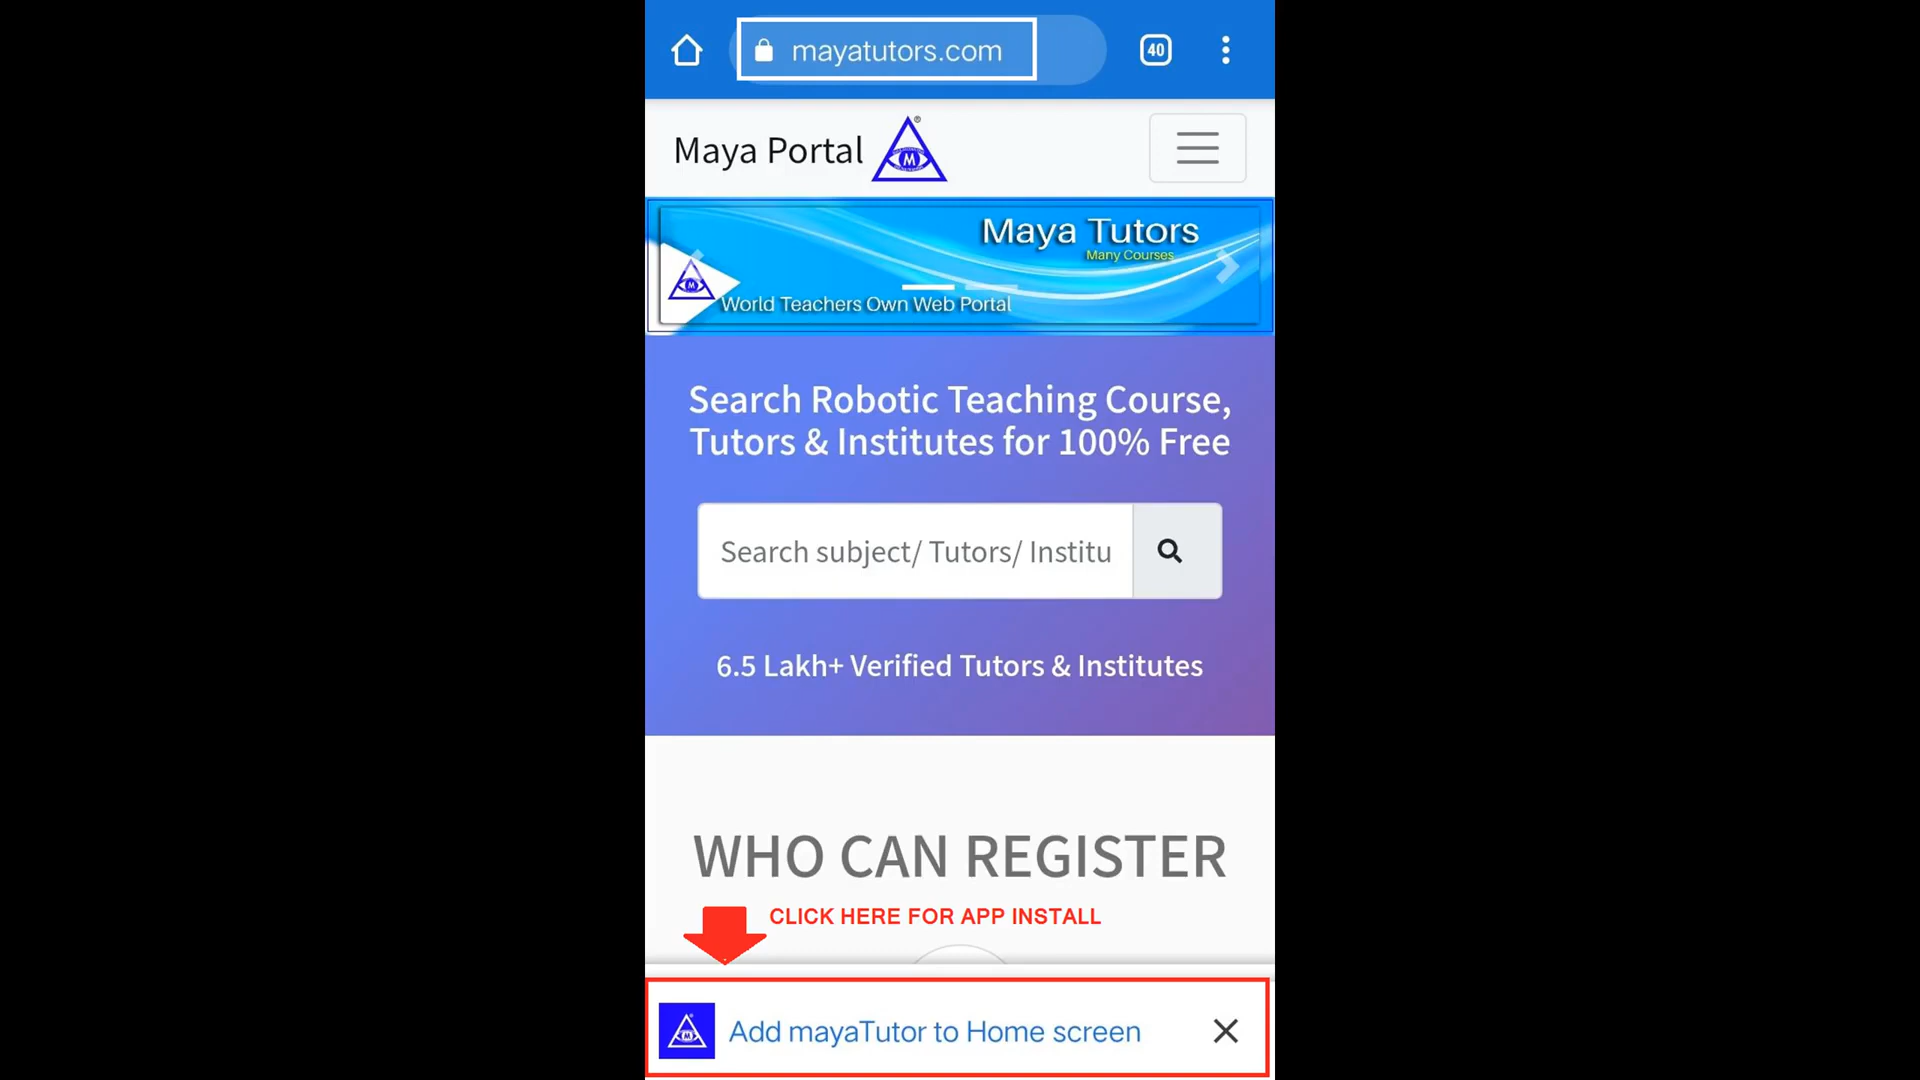 mayatutors.com
40
Maya Portal
M
Maya Tutors
Many Courses
M
World Teachers Own Web Portal
Search Robotic Teaching Course,
Tutors & Institutes for 100% Free
Search subject/ Tutors/ Institu
6.5 Lakh+ Verified Tutors & Institutes
WHO CAN REGISTER
CLICK HERE FOR APP INSTALL
M
Add mayaTutor to Home screen